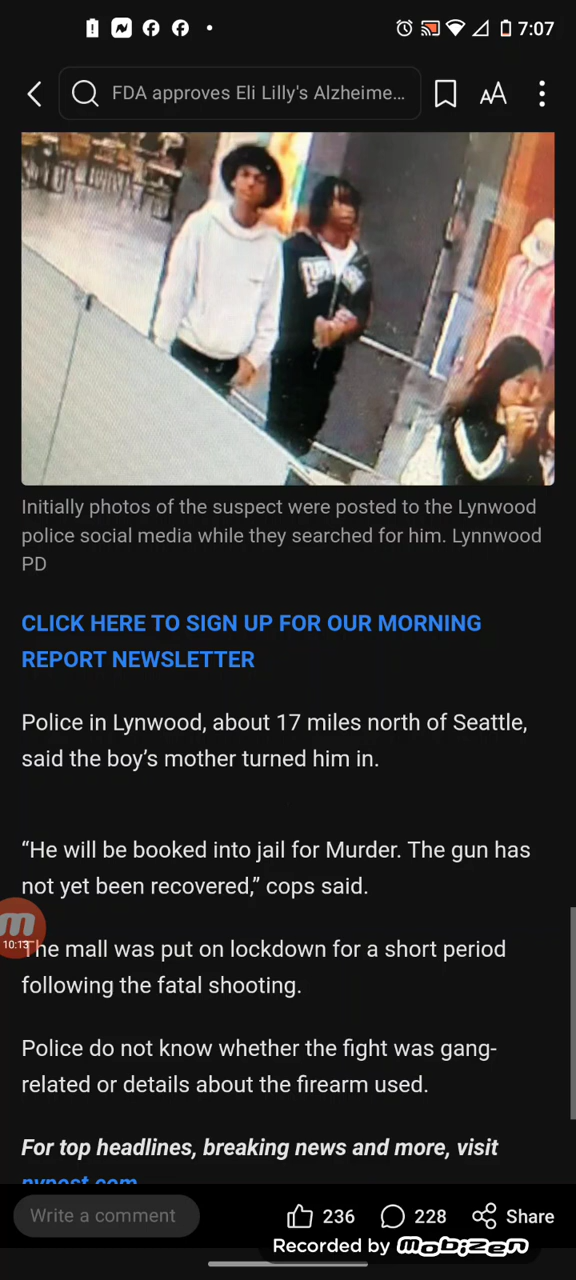 7:07
FDA approves Eli Lilly's Alzheime...
AA
Initially photos of the suspect were posted to the Lynwood
police social media while they searched for him. Lynnwood
PD
CLICK HERE TO SIGN UP FOR OUR MORNING
REPORT NEWSLETTER
Police in Lynwood, about 17 miles north of Seattle,
said the boy’s mother turned him in.
“He will be booked into jail for Murder. The gun has
not yet been recovered,” cops said.
m
10:13
The mall was put on lockdown for a short period
following the fatal shooting.
Police do not know whether the fight was gang-
related or details about the firearm used.
For top headlines, breaking news and more, visit
nypost.com
Write a comment
236
228
Share
Recorded by mobizen